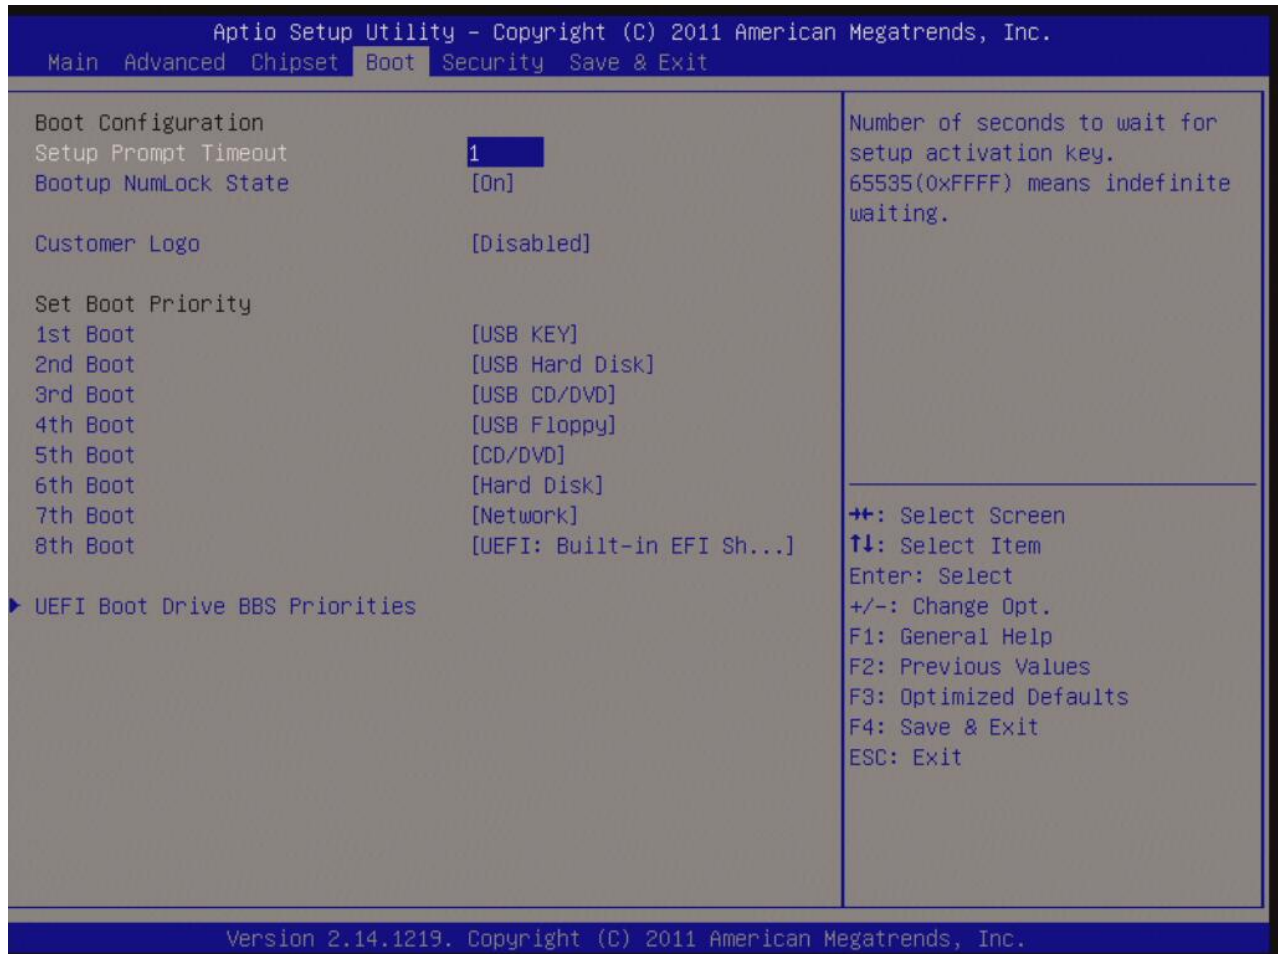 Aptio Setup Utility – Copyright (C) 2011 American Megatrends, Inc.
Main Advanced Chipset Boot Security Save & Exit
Boot Configuration
Setup Prompt Timeout 1
Bootup NumLock State [On]
Customer Logo [Disabled]
Set Boot Priority
1st Boot [USB KEY]
2nd Boot [USB Hard Disk]
3rd Boot [USB CD/DVD]
4th Boot [USB Floppy]
5th Boot [CD/DVD]
6th Boot [Hard Disk]
7th Boot [Network]
8th Boot [UEFI: Built-in EFI Sh...]
▶ UEFI Boot Drive BBS Priorities
Number of seconds to wait for
setup activation key.
65535(0xFFFF) means indefinite
waiting.
→←: Select Screen
↑↓: Select Item
Enter: Select
+/-: Change Opt.
F1: General Help
F2: Previous Values
F3: Optimized Defaults
F4: Save & Exit
ESC: Exit
Version 2.14.1219. Copyright (C) 2011 American Megatrends, Inc.